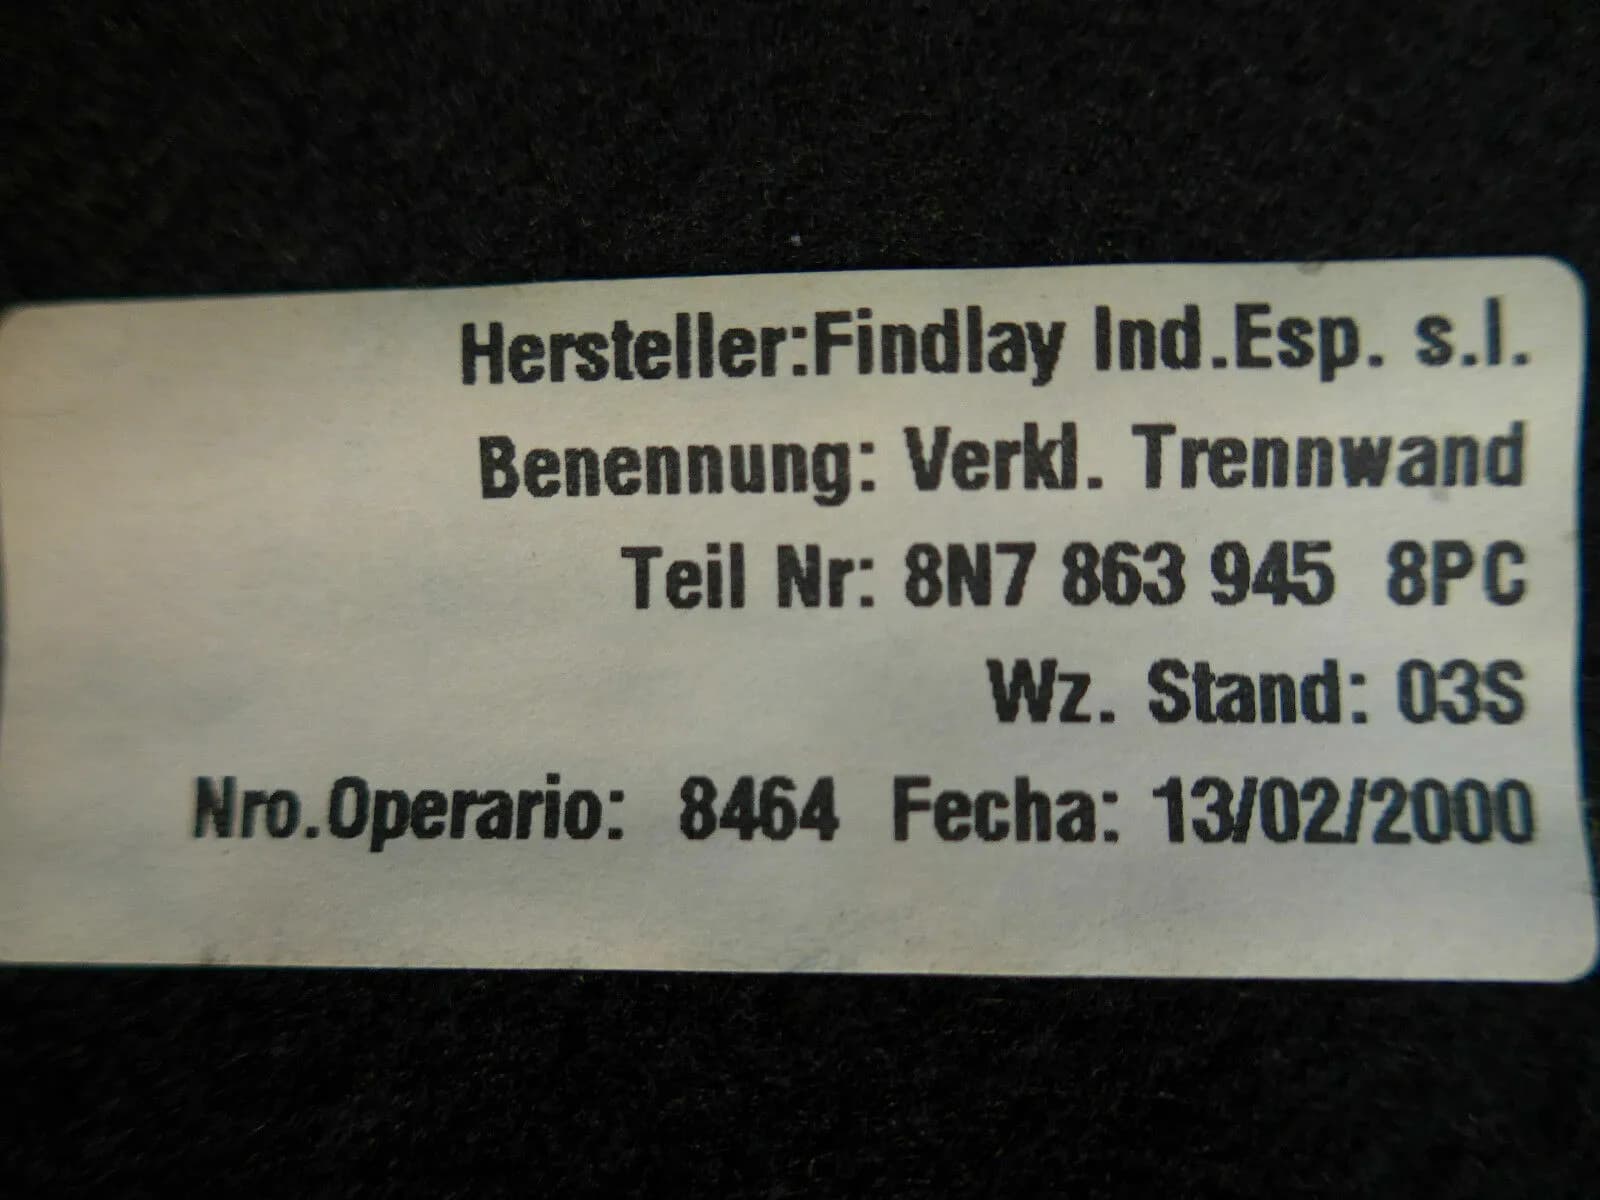 Hersteller:Findlay Ind.Esp. s.l.
Benennung: Verkl. Trennwand
Teil Nr: 8N7 863 945 8PC
Wz. Stand: 03S
Nro.Operario: 8464 Fecha: 13/02/2000